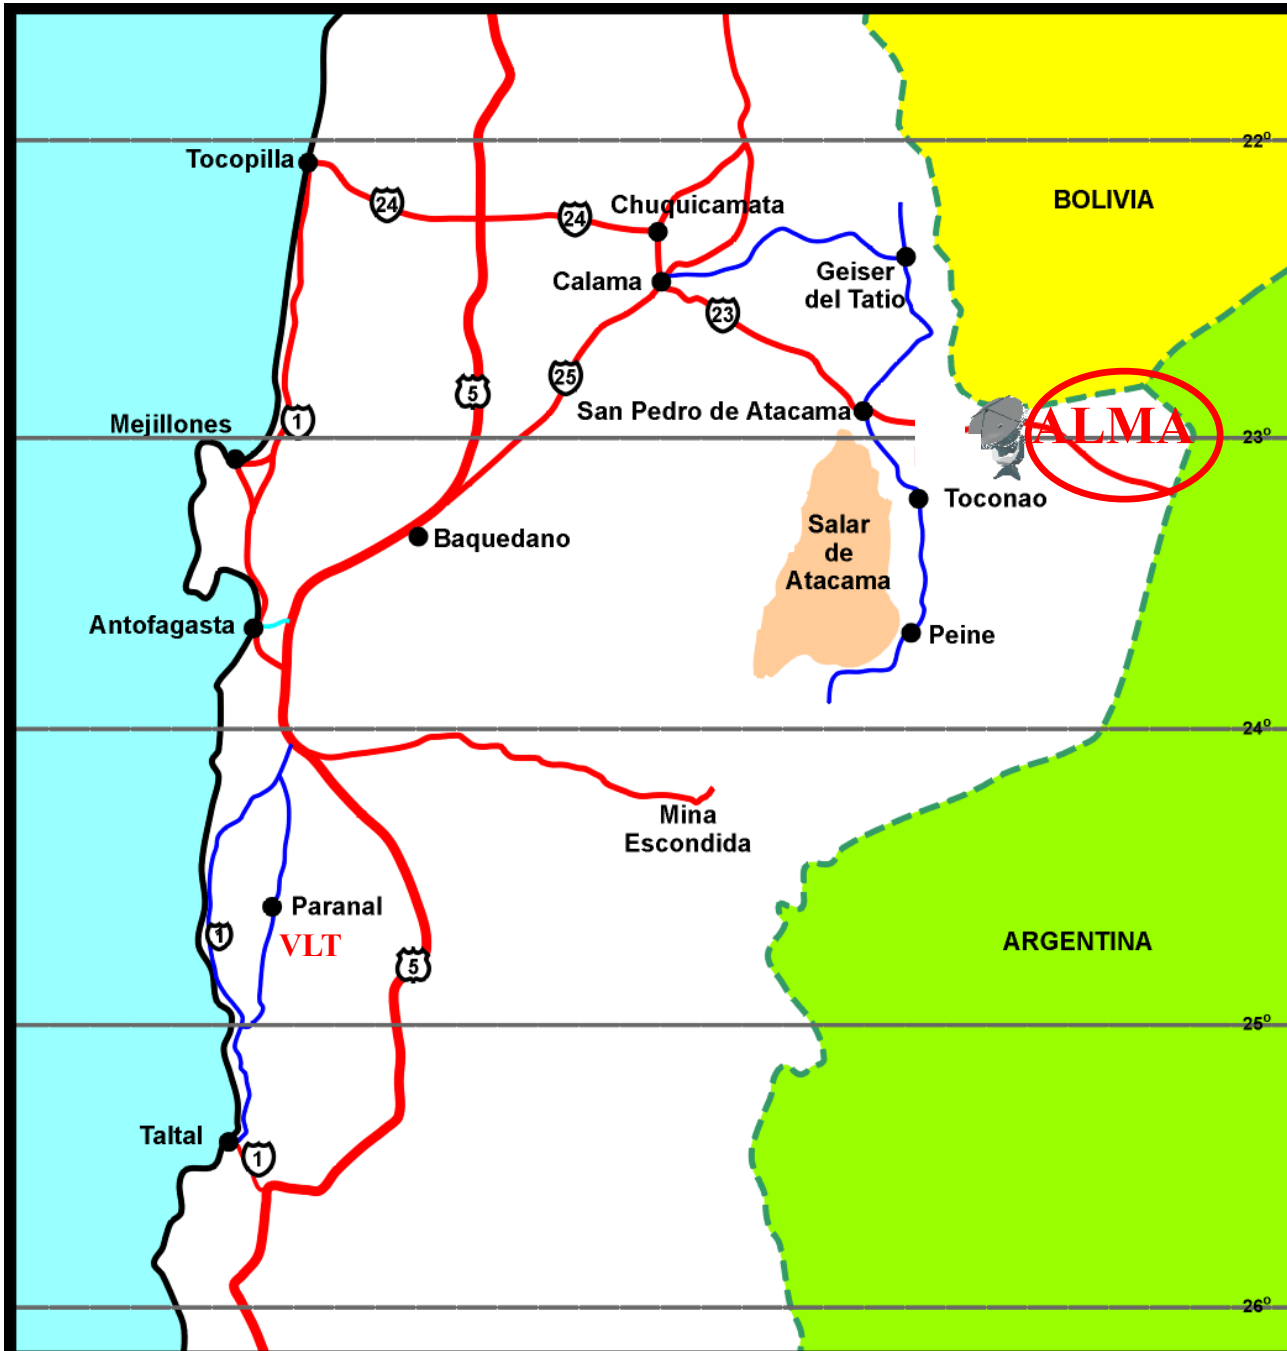 22°
Tocopilla
BOLIVIA
24
24
Chuquicamata
Geiser
del Tatio
Calama
23
25
5
San Pedro de Atacama
Mejillones
1
ALMA
23°
Toconao
Salar
de
Atacama
Baquedano
Antofagasta
Peine
24°
Mina
Escondida
Paranal
VLT
1
5
ARGENTINA
25°
Taltal
1
26°